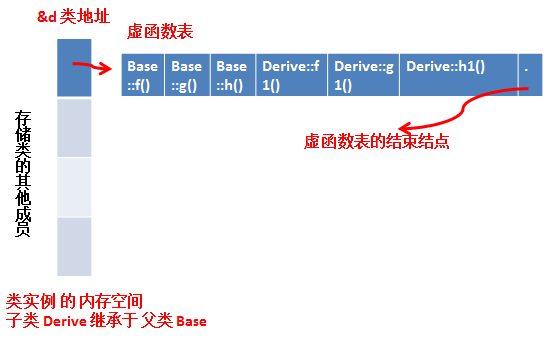 &d 类地址
虚函数表
Base
::f()
Base
::g()
Base
::h()
Derive::f
1()
Derive::g
1()
Derive::h1()
.
虚函数表的结束结点
存储类的其他成员
类实例 的 内存空间
子类 Derive 继承于 父类 Base